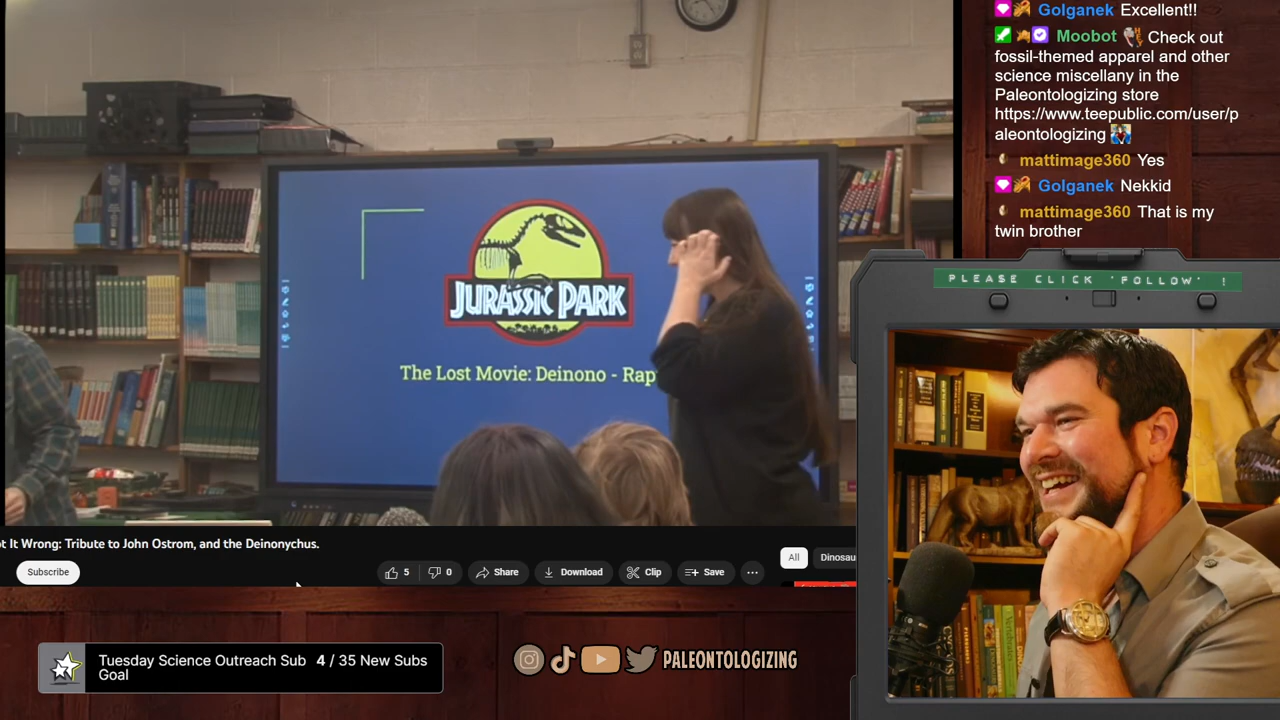 Golganek Excellent!!
Moobot Check out
fossil-themed apparel and other
science miscellany in the
Paleontologizing store
https://www.teepublic.com/user/p
aleontologizing
mattimage360 Yes
Golganek Nekkid
mattimage360 That is my
twin brother
PLEASE CLICK 'FOLLOW' !
JURASSIC PARK
The Lost Movie: Deinono - Rap
t It Wrong: Tribute to John Ostrom, and the Deinonychus.
Subscribe
5
0
Share
Download
Clip
Save
All
Dinosau
Tuesday Science Outreach Sub
Goal
4 / 35 New Subs
PALEONTOLOGIZING